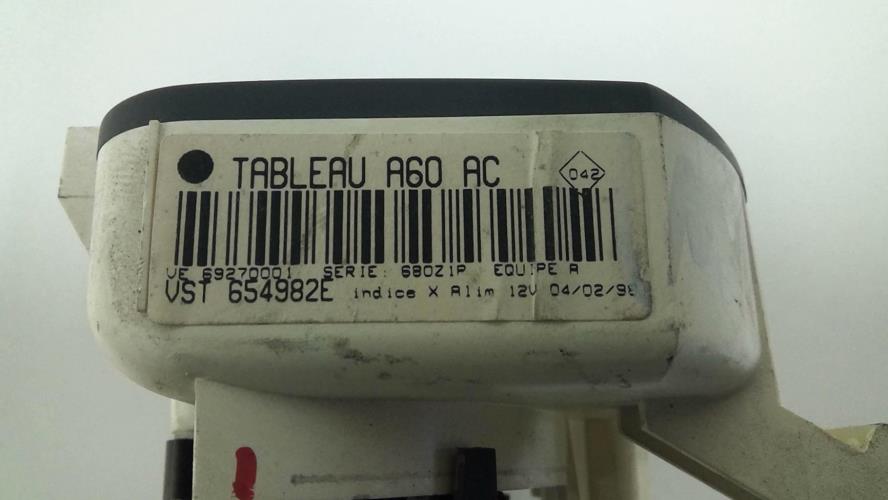 TABLEAU A60 AC
042
VE 69270001 SERIE: 680Z1P EQUIPE A
VST 654982E indice X Alim 12V 04/02/98